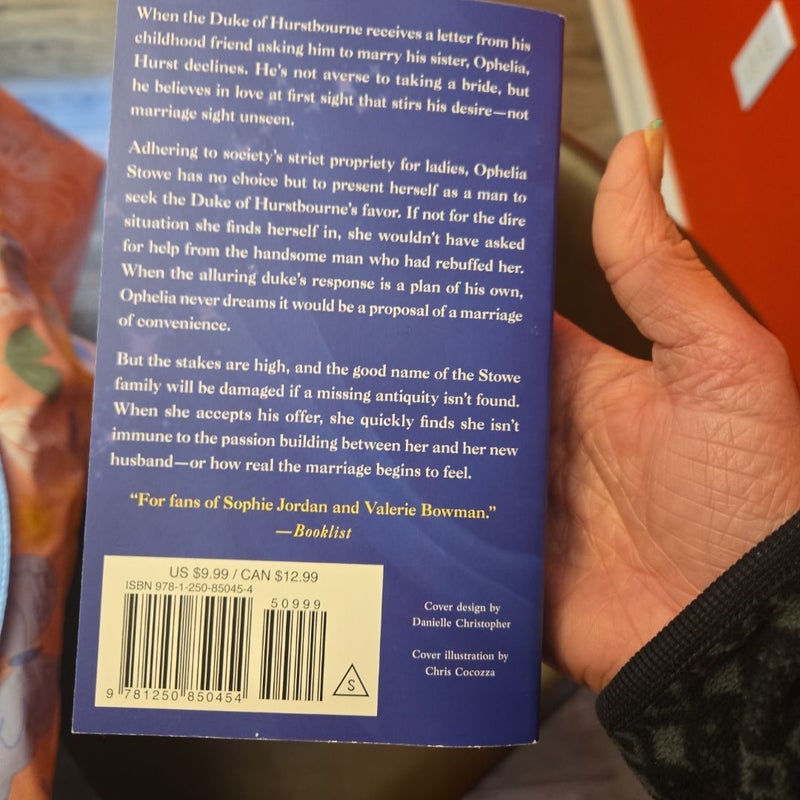 When the Duke of Hurstbourne receives a letter from his
childhood friend asking him to marry his sister, Ophelia,
Hurst declines. He's not averse to taking a bride, but
he believes in love at first sight that stirs his desire—not
marriage sight unseen.
Adhering to society's strict propriety for ladies, Ophelia
Stowe has no choice but to present herself as a man to
seek the Duke of Hurstbourne's favor. If not for the dire
situation she finds herself in, she wouldn't have asked
for help from the handsome man who had rebuffed her.
When the alluring duke's response is a plan of his own,
Ophelia never dreams it would be a proposal of a marriage
of convenience.
But the stakes are high, and the good name of the Stowe
family will be damaged if a missing antiquity isn't found.
When she accepts his offer, she quickly finds she isn't
immune to the passion building between her and her new
husband—or how real the marriage begins to feel.
"For fans of Sophie Jordan and Valerie Bowman."
—Booklist
US $9.99 / CAN $12.99
ISBN 978-1-250-85045-4
50999
9 781250 850454
S
Cover design by
Danielle Christopher
Cover illustration by
Chris Cocozza